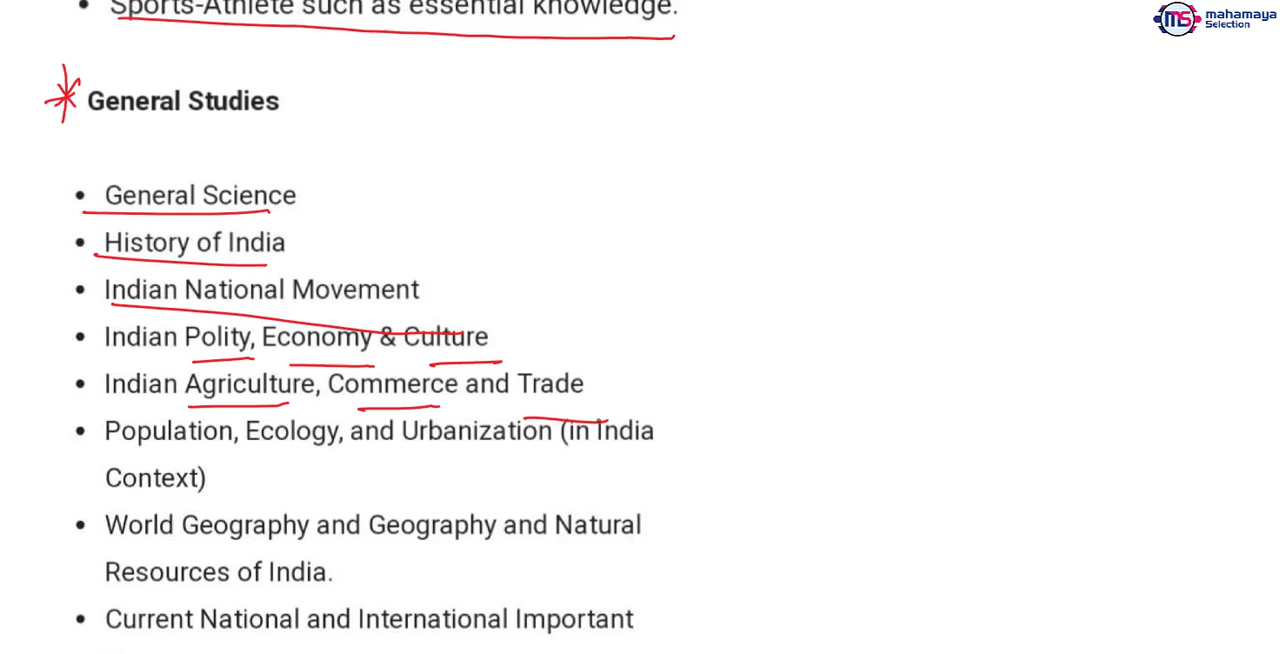 • Sports-Athlete such as essential knowledge.
mahamaya
MS
Selection
General Studies
• General Science
• History of India
• Indian National Movement
• Indian Polity, Economy & Culture
• Indian Agriculture, Commerce and Trade
• Population, Ecology, and Urbanization (in India
Context)
• World Geography and Geography and Natural
Resources of India.
• Current National and International Important